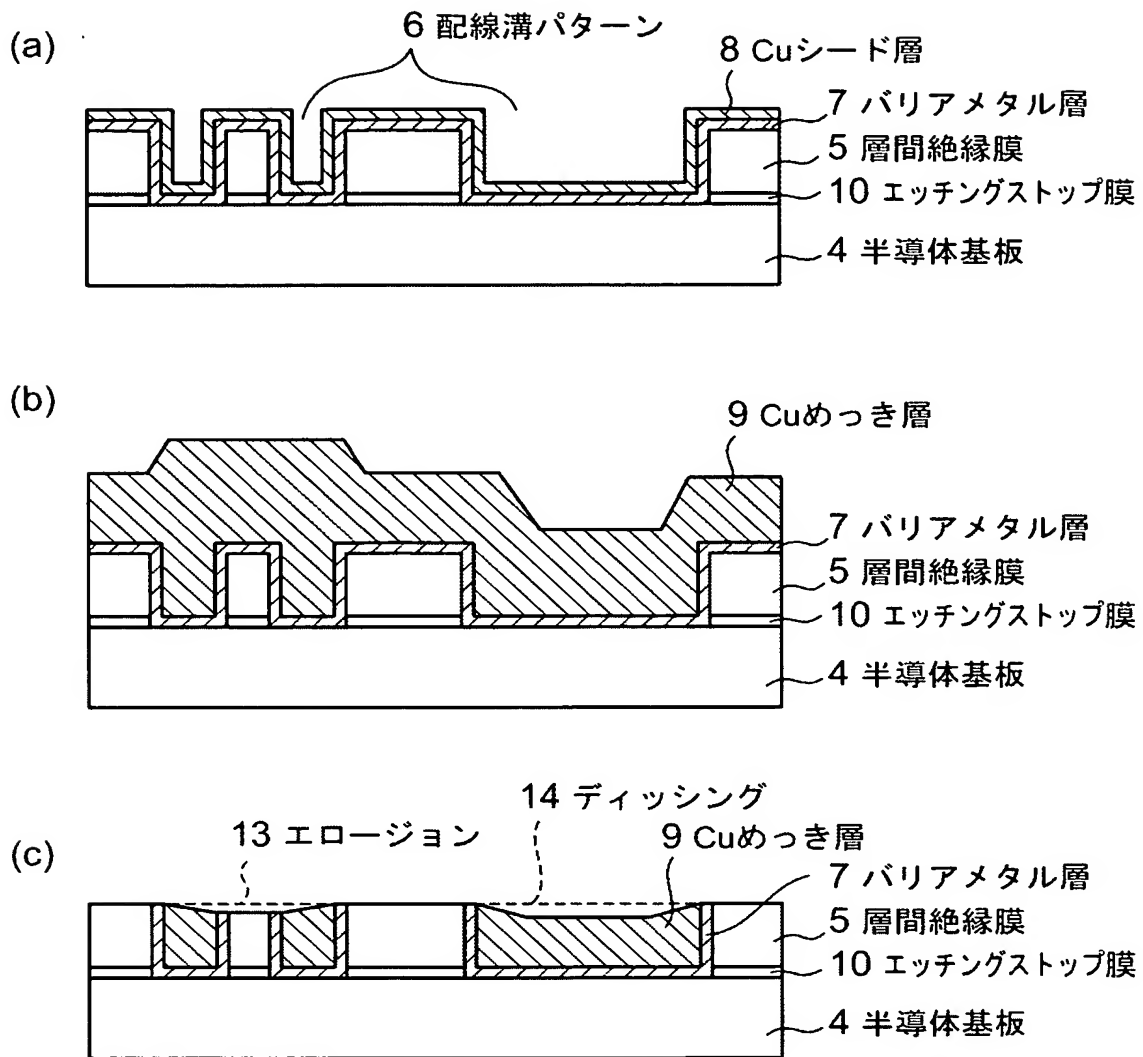 (a)
6 配線溝パターン
8 Cuシード層
7 バリアメタル層
5 層間絶縁膜
10 エッチングストップ膜
4 半導体基板
(b)
9 Cuめっき層
7 バリアメタル層
5 層間絶縁膜
10 エッチングストップ膜
4 半導体基板
(c)
13 エロージョン
14 ディッシング
9 Cuめっき層
7 バリアメタル層
5 層間絶縁膜
10 エッチングストップ膜
4 半導体基板